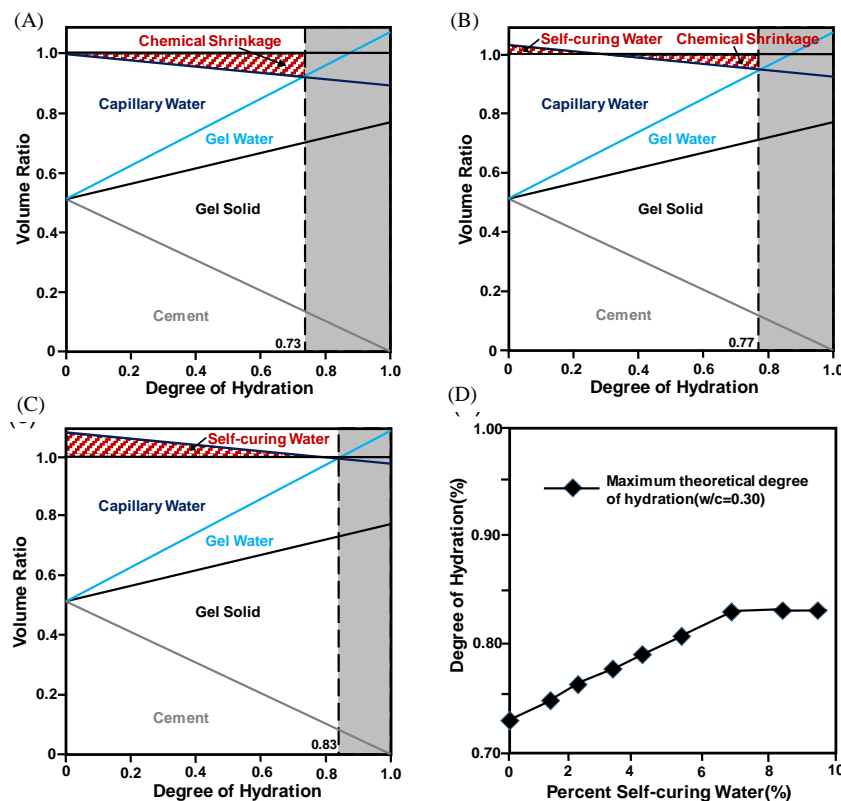 (A)
Chemical Shrinkage
1.0
Capillary Water
0.8
Gel Water
0.6
Gel Solid
0.4
0.2
Cement
0.73
0
0 0.2 0.4 0.6 0.8 1.0
Volume Ratio
Degree of Hydration
(B)
Self-curing Water
Chemical Shrinkage
1.0
Capillary Water
0.8
Gel Water
0.6
Gel Solid
0.4
0.2
Cement
0.77
0
0 0.2 0.4 0.6 0.8 1.0
Volume Ratio
Degree of Hydration
(C)
Self-curing Water
1.0
Capillary Water
0.8
Gel Water
0.6
Gel Solid
0.4
0.2
Cement
0.83
0
0 0.2 0.4 0.6 0.8 1.0
Volume Ratio
Degree of Hydration
(D)
1.00
Maximum theoretical degree
of hydration(w/c=0.30)
0.90
0.80
0.70
0 2 4 6 8 10
Degree of Hydration(%)
Percent Self-curing Water(%)